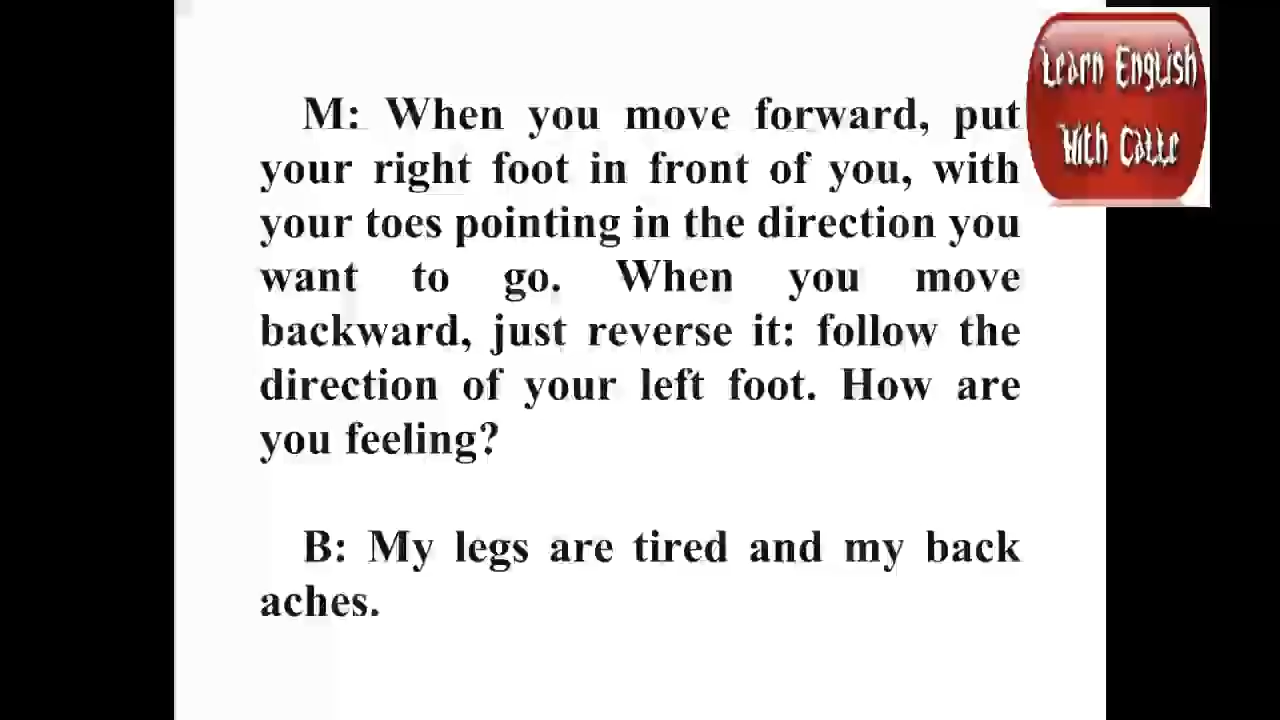 M: When you move forward, put
your right foot in front of you, with
your toes pointing in the direction you
want to go. When you move
backward, just reverse it: follow the
direction of your left foot. How are
you feeling?
B: My legs are tired and my back
aches.
Learn English
With